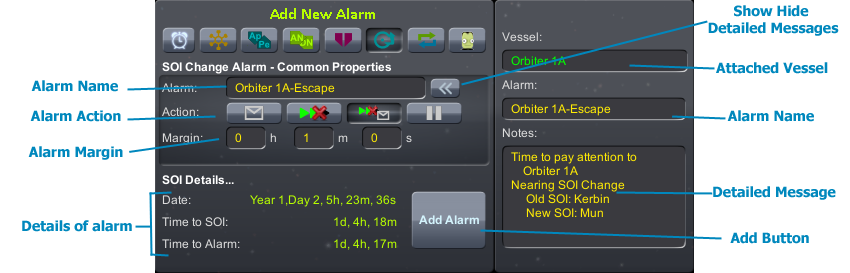 Add New Alarm
Show Hide
Detailed Messages
Ap
Pe
AN
DN
Vessel:
SOI Change Alarm - Common Properties
Orbiter 1A
Attached Vessel
Alarm Name
Alarm:
Orbiter 1A-Escape
Alarm:
Alarm Action
Action:
Orbiter 1A-Escape
Alarm Name
Alarm Margin
Margin:
0 h 1 m 0 s
Notes:
Time to pay attention to
Orbiter 1A
Nearing SOI Change
Old SOI: Kerbin
New SOI: Mun
Detailed Message
SOI Details...
Date: Year 1,Day 2, 5h, 23m, 36s
Details of alarm
Time to SOI: 1d, 4h, 18m
Add Alarm
Time to Alarm: 1d, 4h, 17m
Add Button